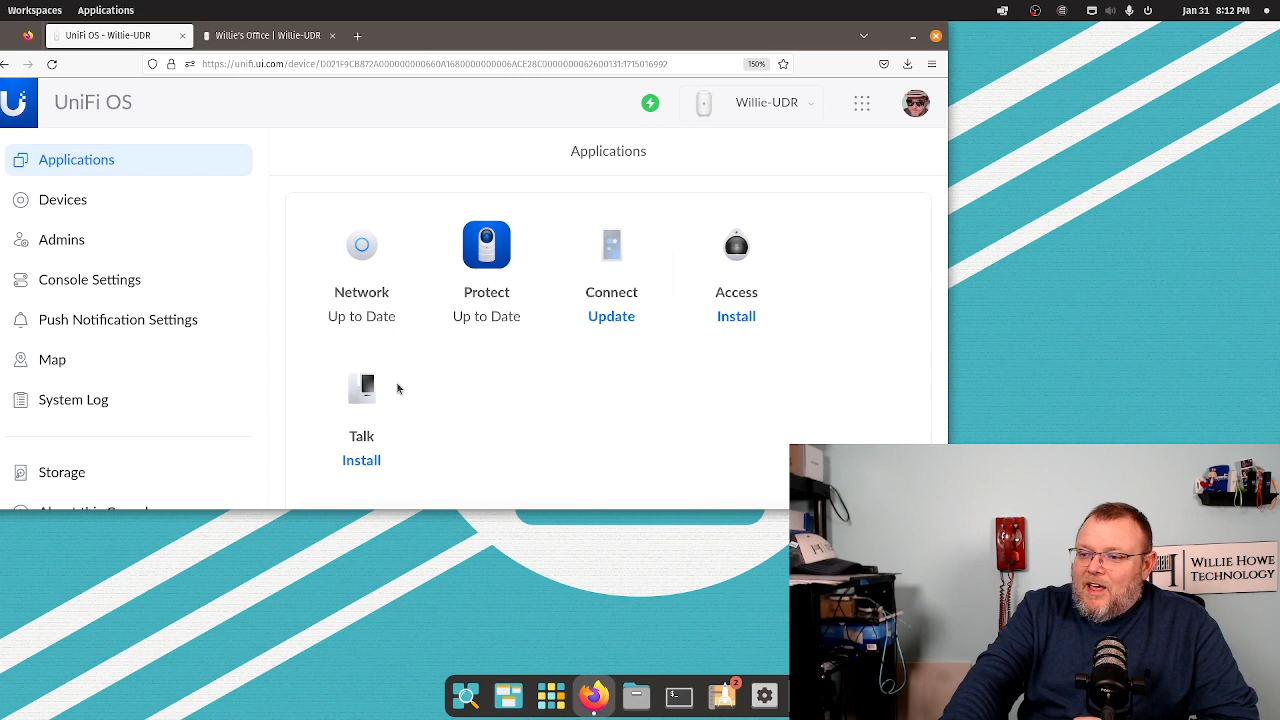 Workspaces Applications Jan 31 8:12 PM
UniFi OS - Willie-UDR Willie's Office | Willie-UDR
150%
UniFi OS Willie-UDR
Applications
Devices
Admins
Console Settings
Push Notification Settings
Map
System Log
Storage
Applications
Network Protect Connect Access
Up to Date Up to Date Update Install
Talk
Install
2
WILLIE HOWE
TECHNOLOGY